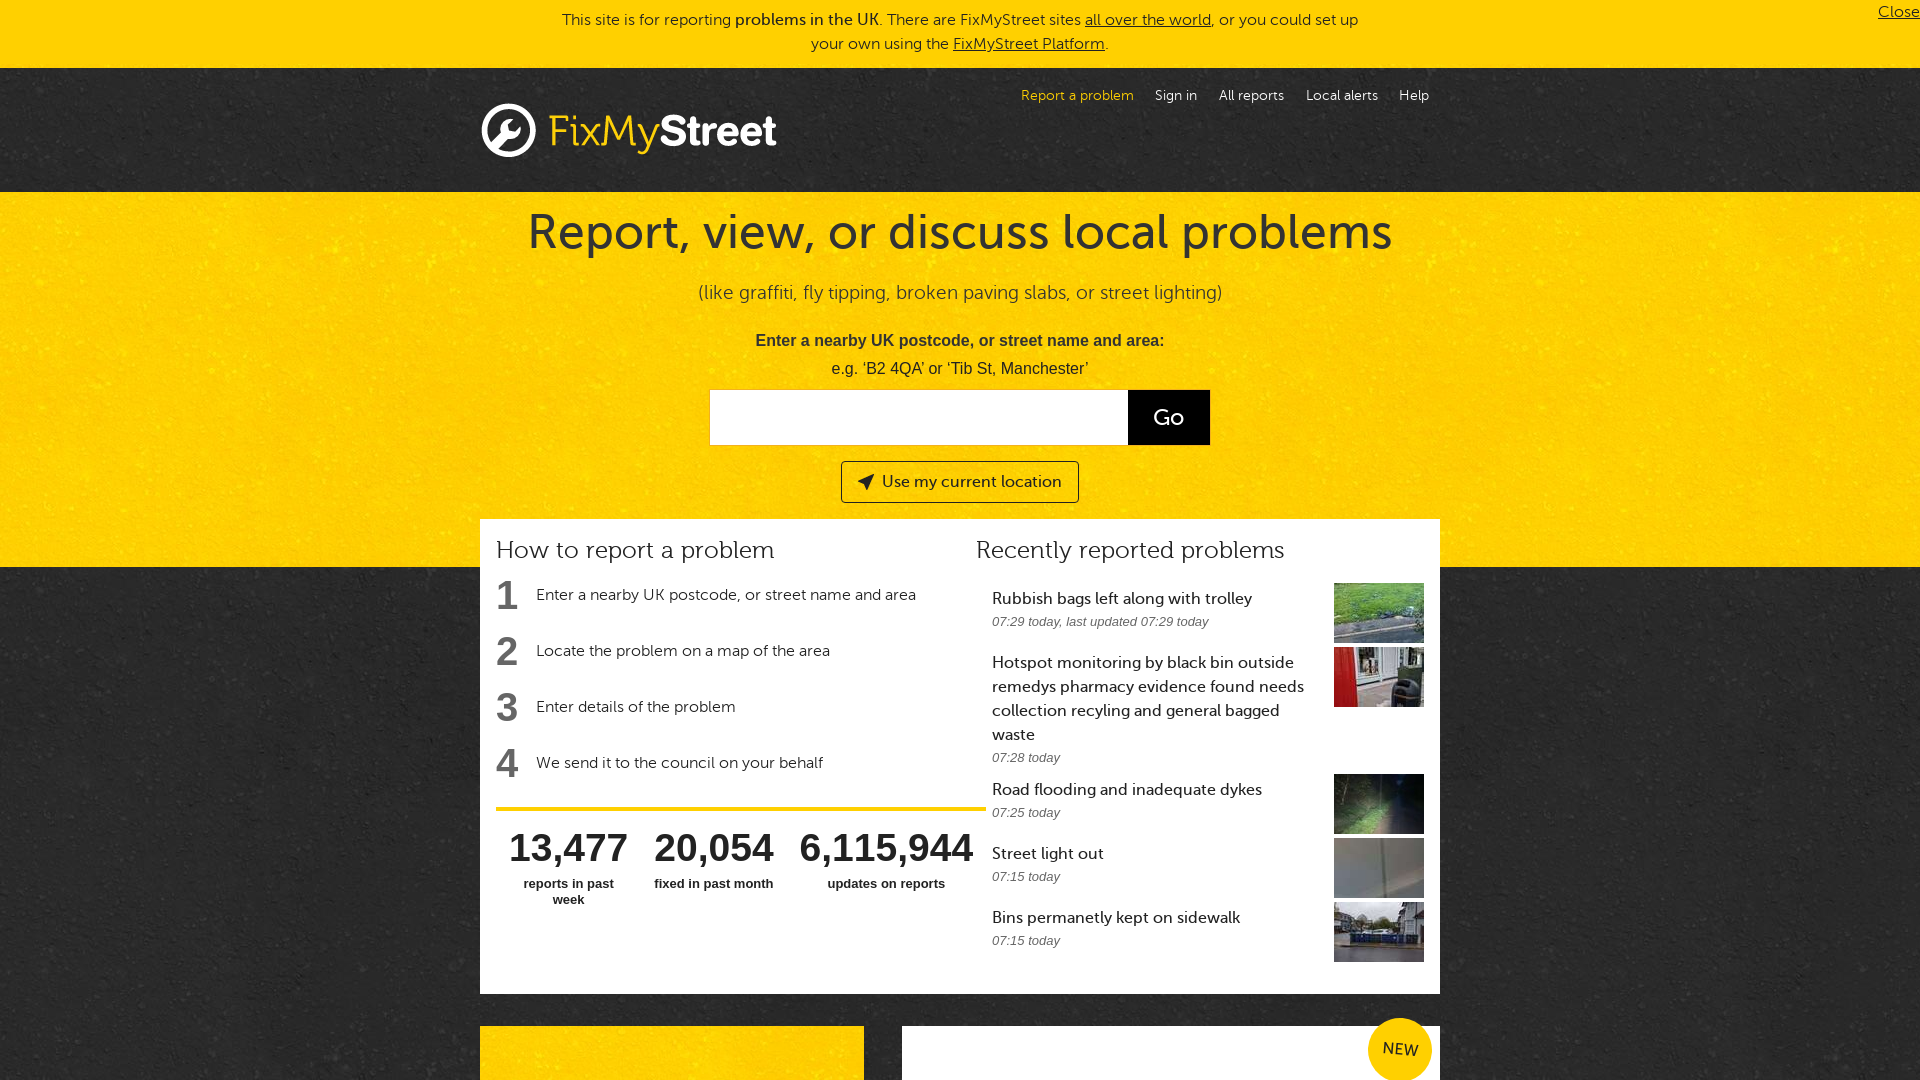 This site is for reporting problems in the UK. There are FixMyStreet sites all over the world, or you could set up
your own using the FixMyStreet Platform.
Close
Report a problem Sign in All reports Local alerts Help
FixMyStreet
Report, view, or discuss local problems
(like graffiti, fly tipping, broken paving slabs, or street lighting)
Enter a nearby UK postcode, or street name and area:
e.g. ‘B2 4QA’ or ‘Tib St, Manchester’
Go
Use my current location
How to report a problem
1 Enter a nearby UK postcode, or street name and area
2 Locate the problem on a map of the area
3 Enter details of the problem
4 We send it to the council on your behalf
13,477 20,054 6,115,944
reports in past fixed in past month updates on reports
week
Recently reported problems
Rubbish bags left along with trolley
07:29 today, last updated 07:29 today
Hotspot monitoring by black bin outside
remedys pharmacy evidence found needs
collection recyling and general bagged
waste
07:28 today
Road flooding and inadequate dykes
07:25 today
Street light out
07:15 today
Bins permanetly kept on sidewalk
07:15 today
NEW